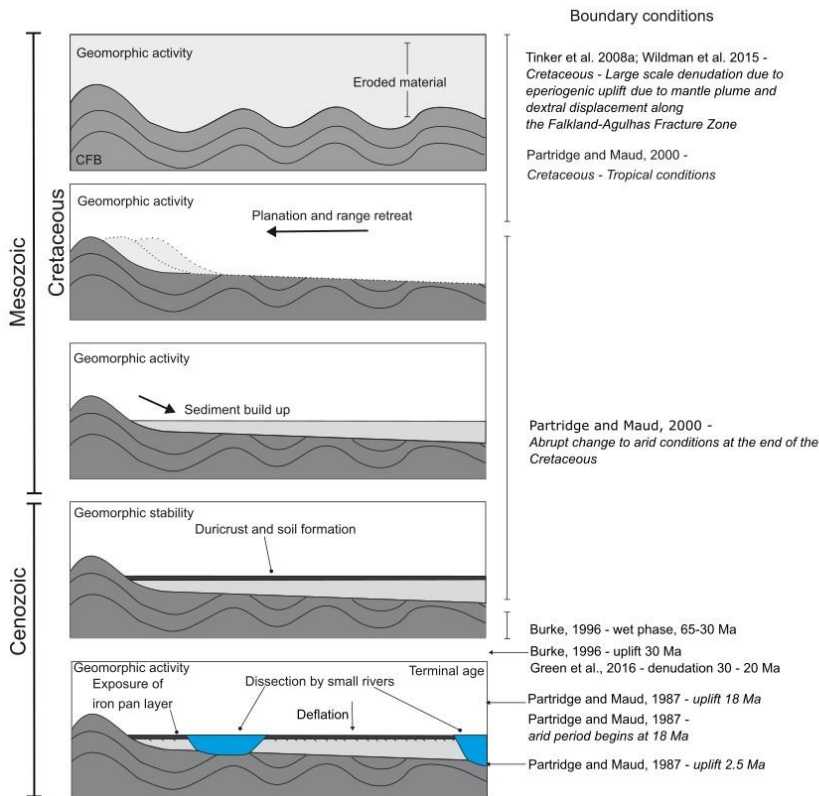 Boundary conditions
Mesozoic
Cretaceous
Geomorphic activity
Eroded material
CFB
Tinker et al. 2008a; Wildman et al. 2015 -
Cretaceous - Large scale denudation due to
eperiogenic uplift due to mantle plume and
dextral displacement along
the Falkland-Agulhas Fracture Zone
Partridge and Maud, 2000 -
Cretaceous - Tropical conditions
Geomorphic activity
Planation and range retreat
Geomorphic activity
Sediment build up
Partridge and Maud, 2000 -
Abrupt change to arid conditions at the end of the
Cretaceous
Cenozoic
Geomorphic stability
Duricrust and soil formation
Burke, 1996 - wet phase, 65-30 Ma
Burke, 1996 - uplift 30 Ma
Green et al., 2016 - denudation 30 - 20 Ma
Geomorphic activity
Terminal age
Exposure of
iron pan layer
Dissection by small rivers
Deflation
Partridge and Maud, 1987 - uplift 18 Ma
Partridge and Maud, 1987 -
arid period begins at 18 Ma
Partridge and Maud, 1987 - uplift 2.5 Ma